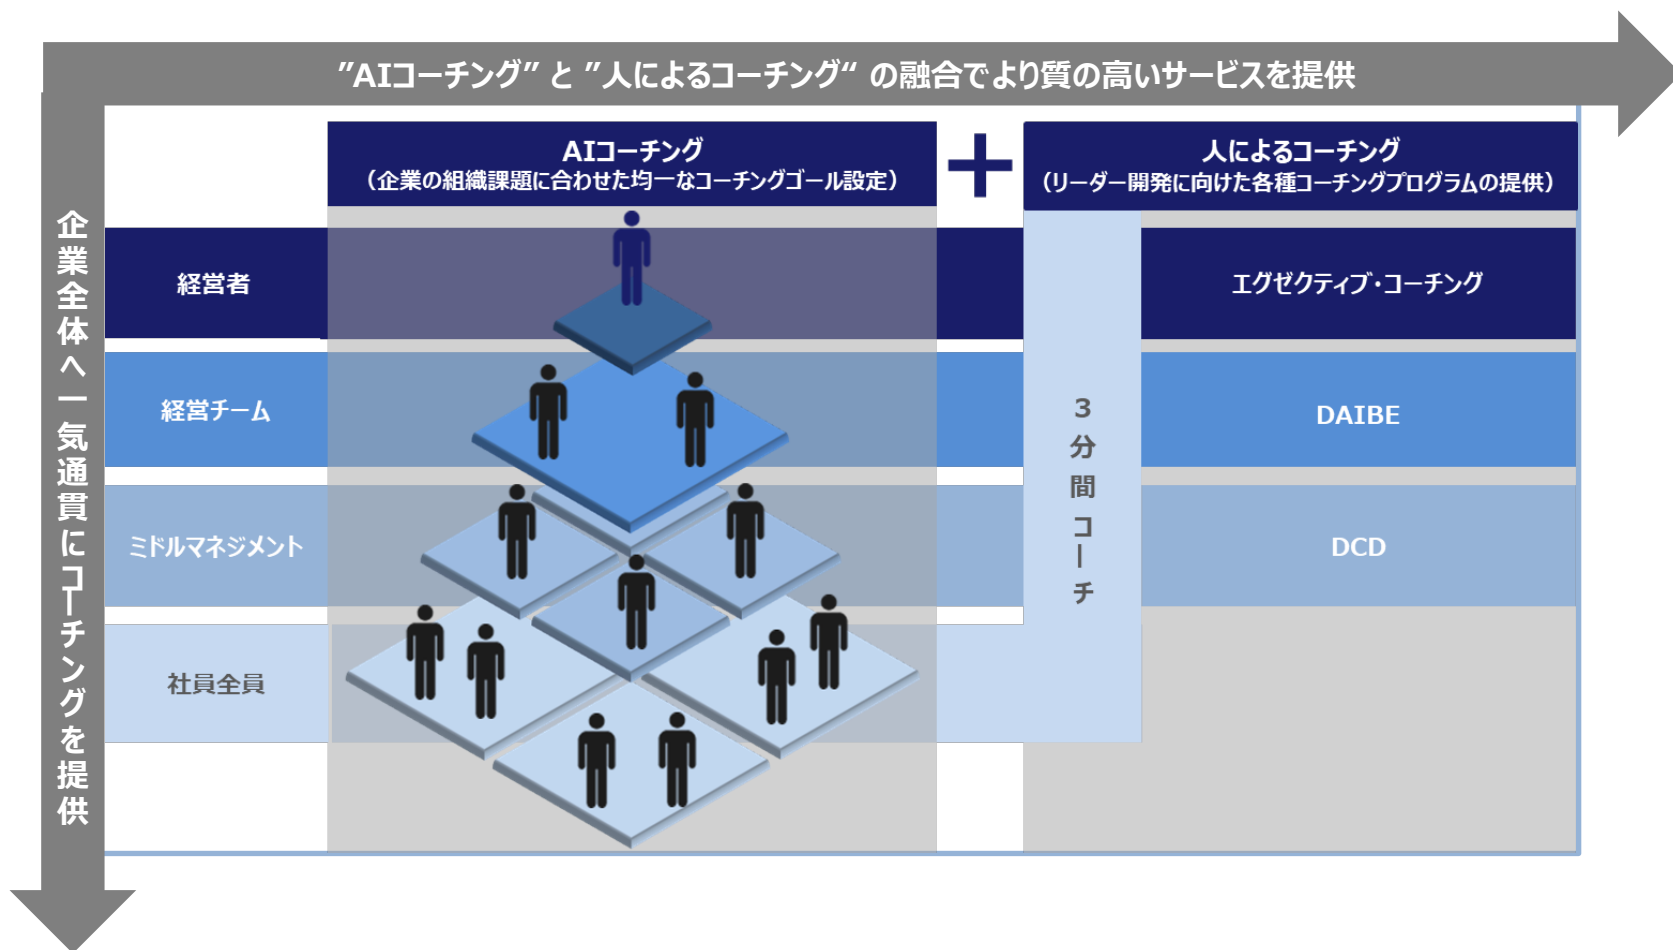 ”AIコーチング” と ”人によるコーチング“ の融合でより質の高いサービスを提供
企業全体へ一気通貫にコーチングを提供
AIコーチング
（企業の組織課題に合わせた均一なコーチングゴール設定）
＋
人によるコーチング
（リーダー開発に向けた各種コーチングプログラムの提供）
経営者
エグゼクティブ・コーチング
経営チーム
DAIBE
ミドルマネジメント
DCD
社員全員
３分間コーチ